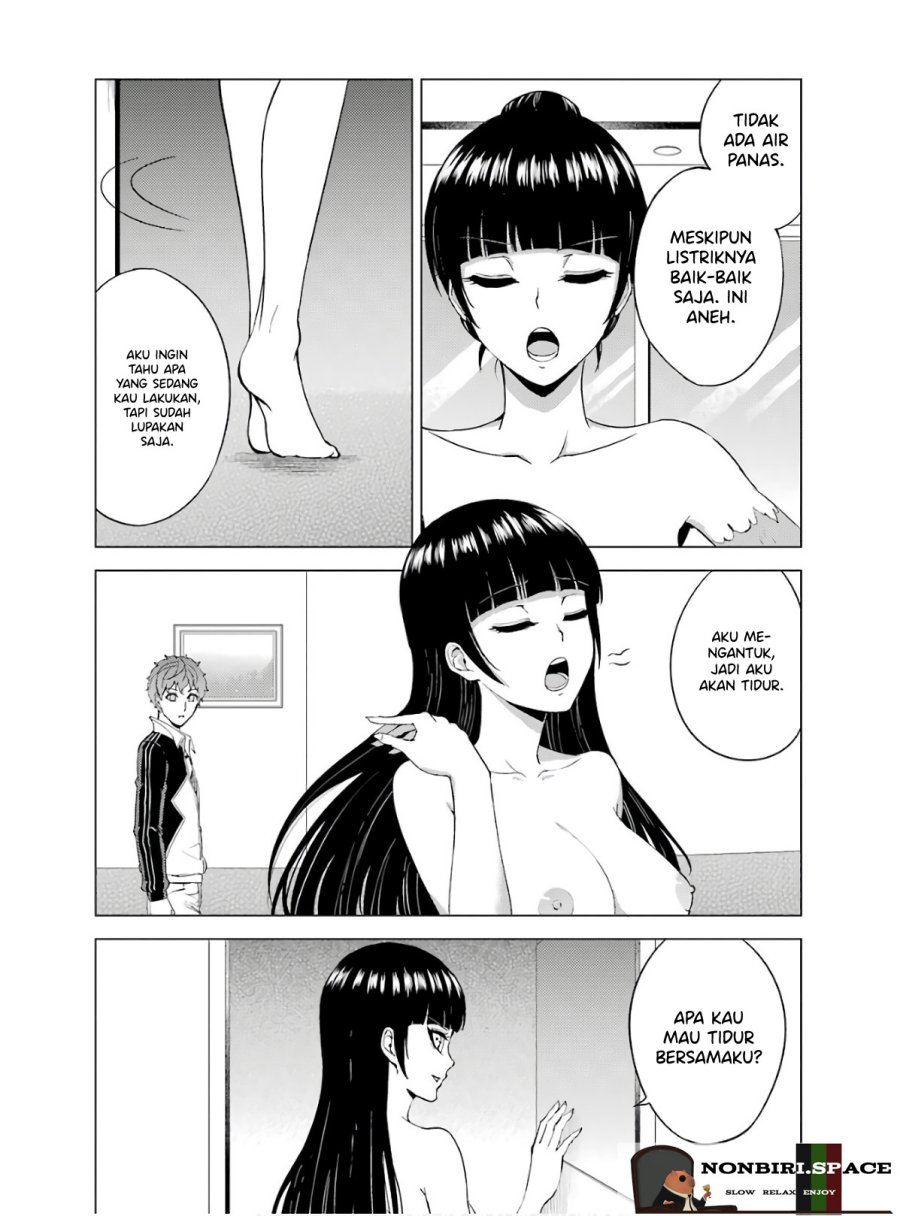 TIDAK
ADA AIR
PANAS.
MESKIPUN
LISTRIKNYA
BAIK-BAIK
SAJA. INI
ANEH.
AKU INGIN
TAHU APA
YANG SEDANG
KAU LAKUKAN,
TAPI SUDAH
LUPAKAN
SAJA.
AKU ME-
NGANTUK,
JADI AKU
AKAN TIDUR.
APA KAU
MAU TIDUR
BERSAMAKU?
NONBIRI.SPACE
SLOW RELAX ENJOY